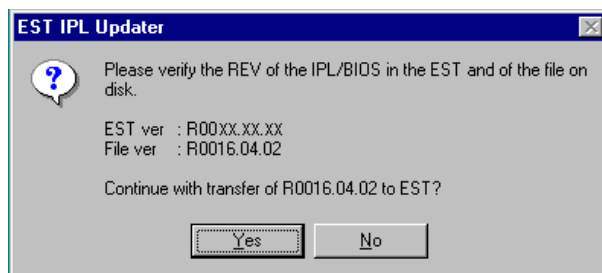 EST IPL Updater
Please verify the REV of the IPL/BIOS in the EST and of the file on
disk.
EST ver : R00XX.XX.XX
File ver : R0016.04.02
Continue with transfer of R0016.04.02 to EST?
Yes No